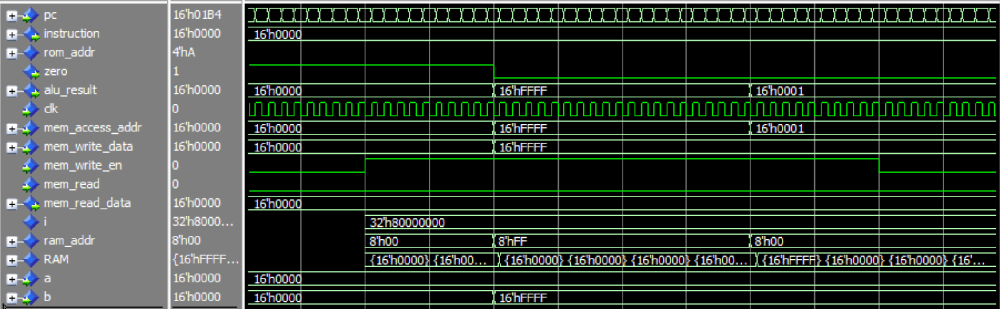 pc 16'h01B4
instruction 16'h0000 16'h0000
rom_addr 4'hA
zero 1
alu_result 16'h0000 16'h0000 16'hFFFF 16'h0001
clk 0
mem_access_addr 16'h0000 16'h0000 16'hFFFF 16'h0001
mem_write_data 16'h0000 16'h0000 16'hFFFF
mem_write_en 0
mem_read 0
mem_read_data 16'h0000 16'h0000
i 32'h8000... 32'h80000000
ram_addr 8'h00 8'h00 8'hFF 8'h00
RAM {16'hFFFF... {16'h0000} {16'h00... {16'h0000} {16'h0000} {16'h0000} {16'h00... {16'hFFFF} {16'h0000} {16'h0000} {16'...
a 16'h0000 16'h0000
b 16'h0000 16'h0000 16'hFFFF